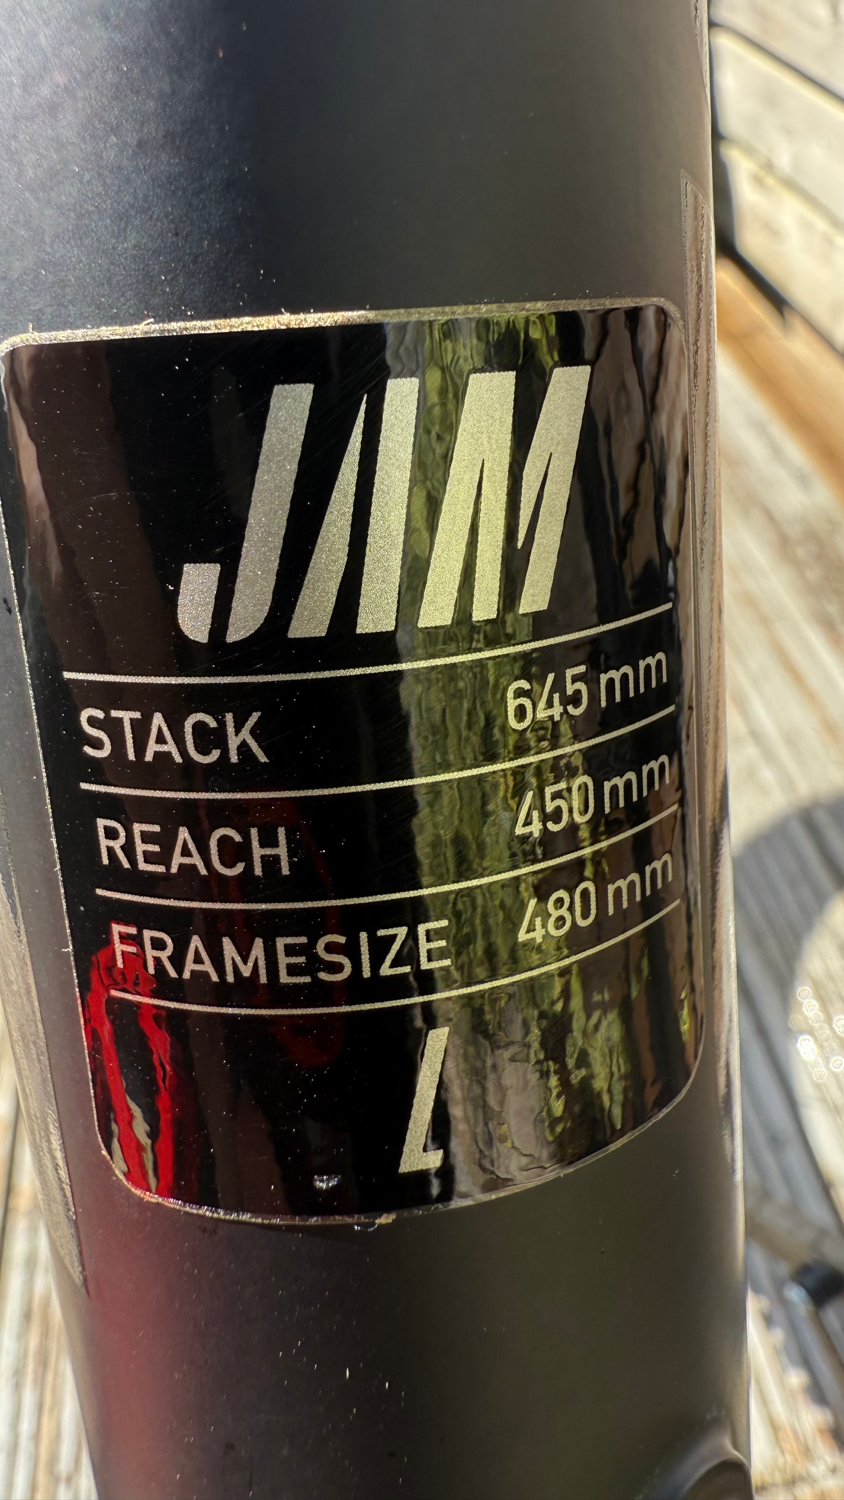 JAM
STACK 645 mm
REACH 450 mm
FRAMESIZE 480 mm
L